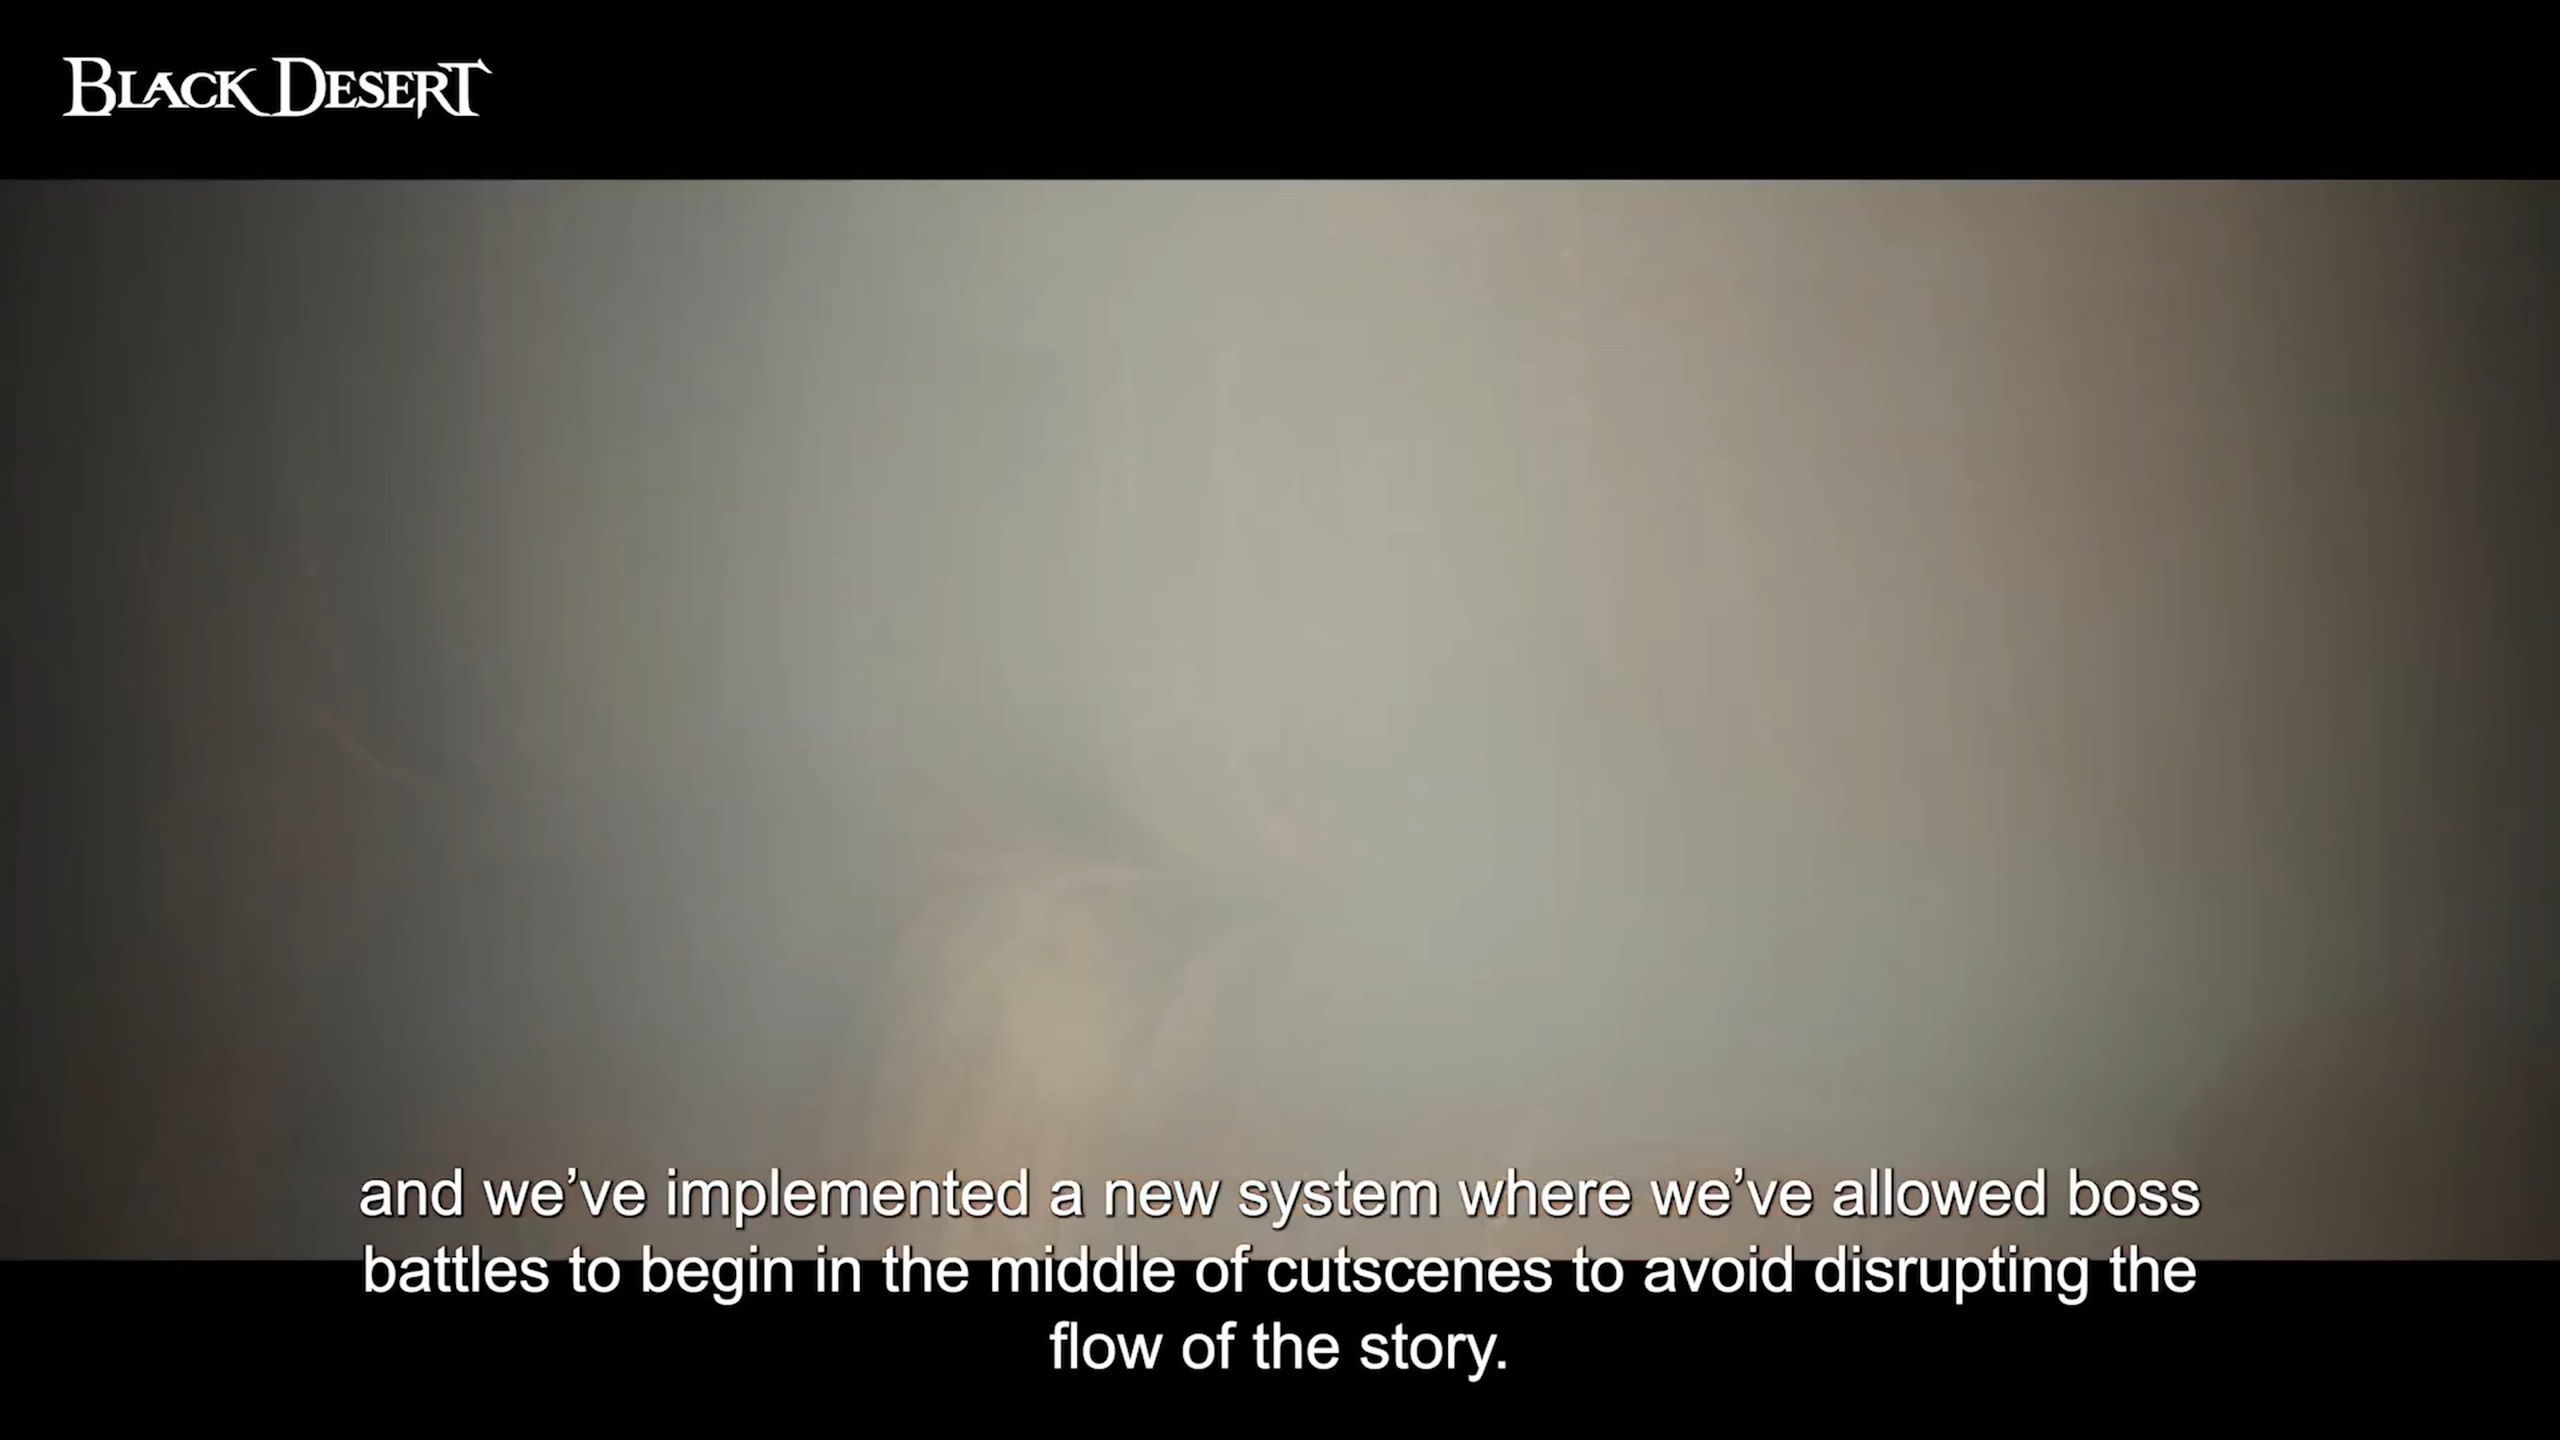 BLACK DESERT
and we’ve implemented a new system where we’ve allowed boss
battles to begin in the middle of cutscenes to avoid disrupting the
flow of the story.